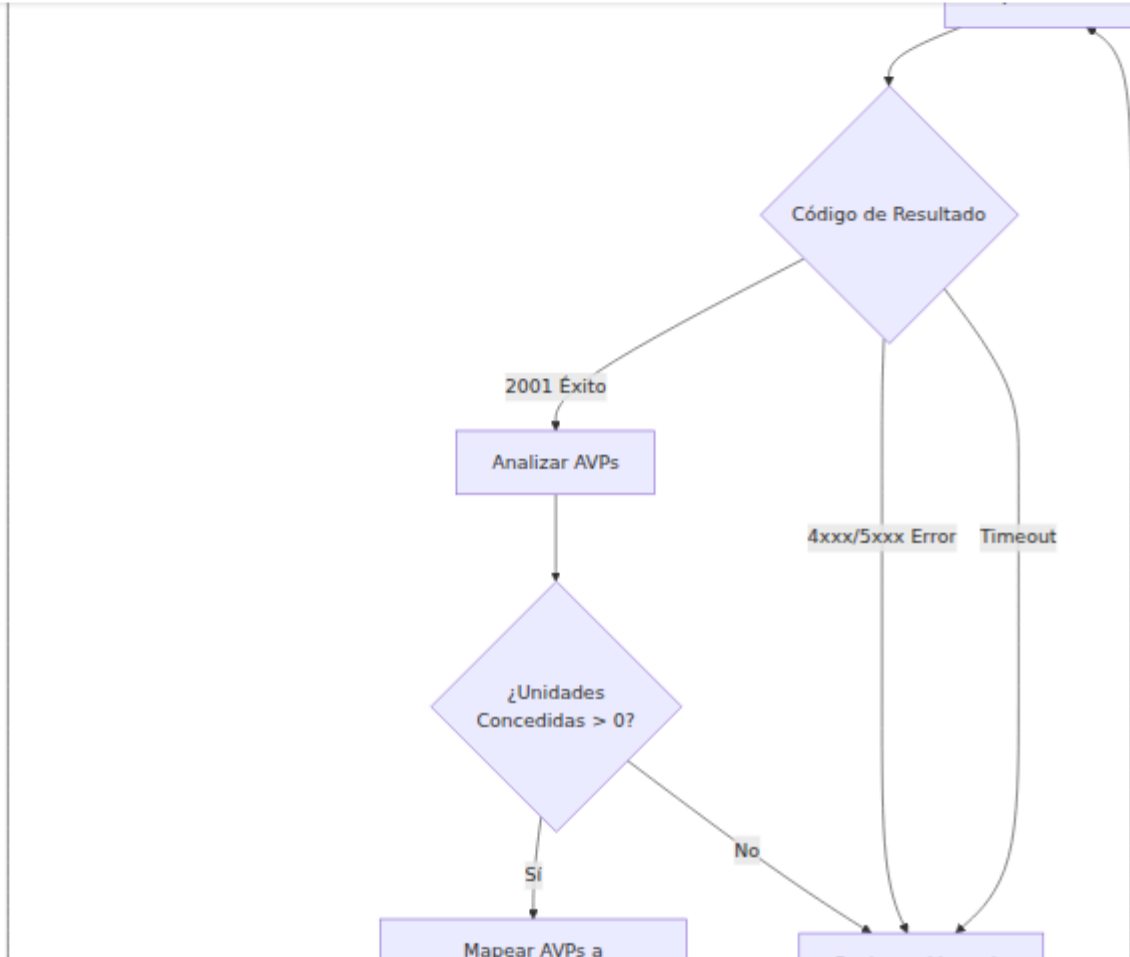 Código de Resultado
2001 Éxito
Analizar AVPs
4xxx/5xxx Error
Timeout
¿Unidades
Concedidas > 0?
No
Sí
Mapear AVPs a